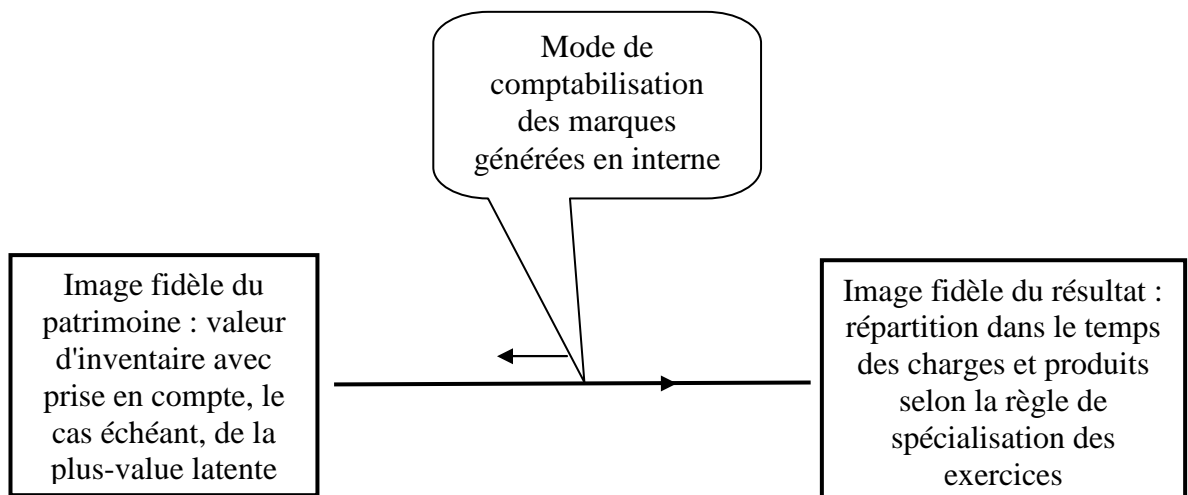 Mode de
comptabilisation
des marques
générées en interne
Image fidèle du
patrimoine : valeur
d'inventaire avec
prise en compte, le
cas échéant, de la
plus-value latente
Image fidèle du résultat :
répartition dans le temps
des charges et produits
selon la règle de
spécialisation des
exercices